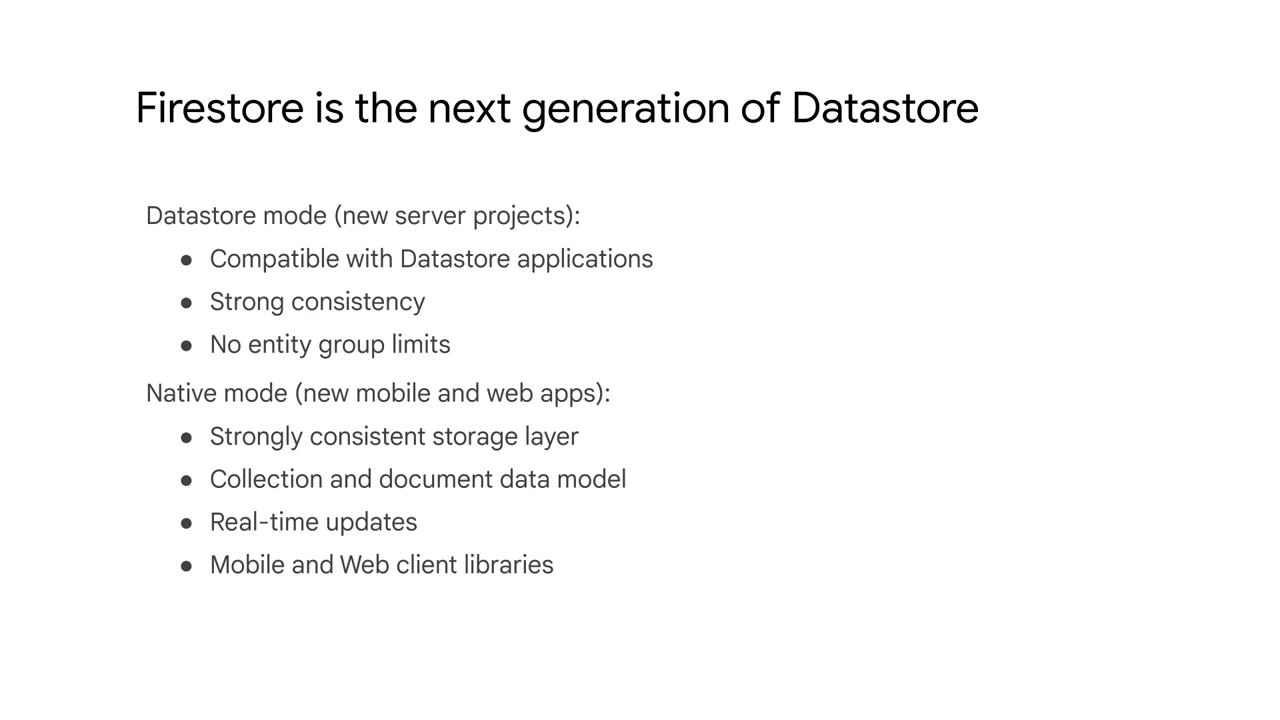 Firestore is the next generation of Datastore
Datastore mode (new server projects):
● Compatible with Datastore applications
● Strong consistency
● No entity group limits
Native mode (new mobile and web apps):
● Strongly consistent storage layer
● Collection and document data model
● Real-time updates
● Mobile and Web client libraries